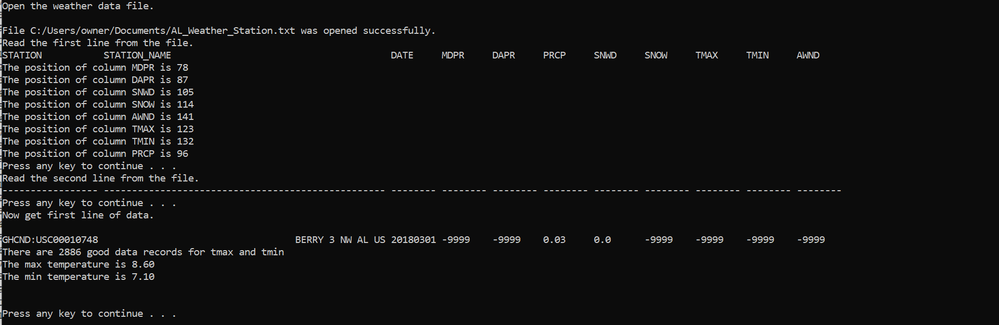 Open the weather data file.
File C:/Users/owner/Documents/AL_Weather_Station.txt was opened successfully.
Read the first line from the file.
STATION           STATION_NAME                                       DATE     MDPR     DAPR     PRCP     SNWD     SNOW     TMAX     TMIN     AWND
The position of column MDPR is 78
The position of column DAPR is 87
The position of column SNWD is 105
The position of column SNOW is 114
The position of column AWND is 141
The position of column TMAX is 123
The position of column TMIN is 132
The position of column PRCP is 96
Press any key to continue . . .
Read the second line from the file.
----------------- -------------------------------------------------- -------- -------- -------- -------- -------- -------- -------- -------- --------
Press any key to continue . . .
Now get first line of data.
GHCND:USC00010748                                   BERRY 3 NW AL US 20180301 -9999    -9999    0.03     0.0      -9999    -9999    -9999    -9999
There are 2886 good data records for tmax and tmin
The max temperature is 8.60
The min temperature is 7.10
Press any key to continue . . .